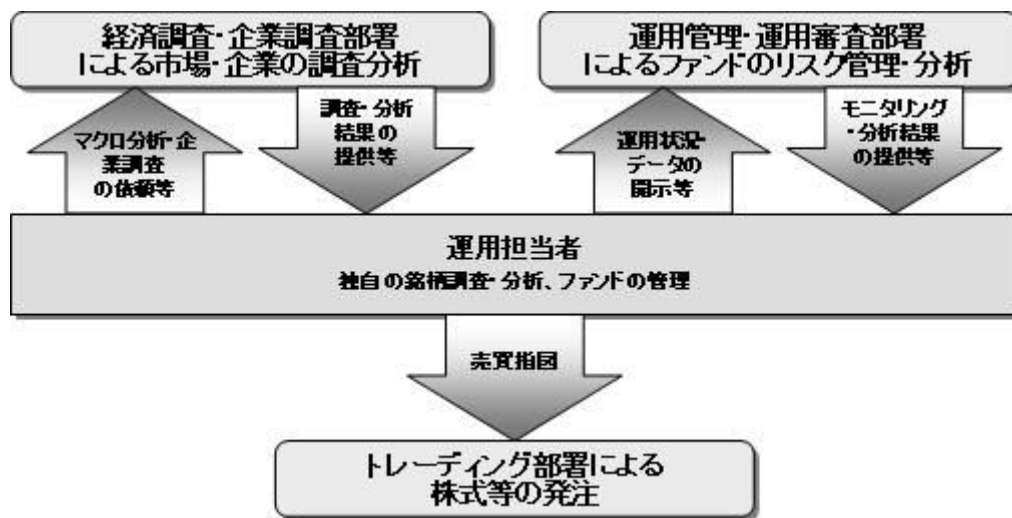 経済調査・企業調査部署
による市場・企業の調査分析
運用管理・運用審査部署
によるファンドのリスク管理・分析
マクロ分析・企
業調査
の依頼等
調査・分析
結果の
提供等
運用状況・
データの
開示等
モニタリング
・分析結果
の提供等
運用担当者
独自の銘柄調査・分析、ファンドの管理
売買指図
トレーディング部署による
株式等の発注